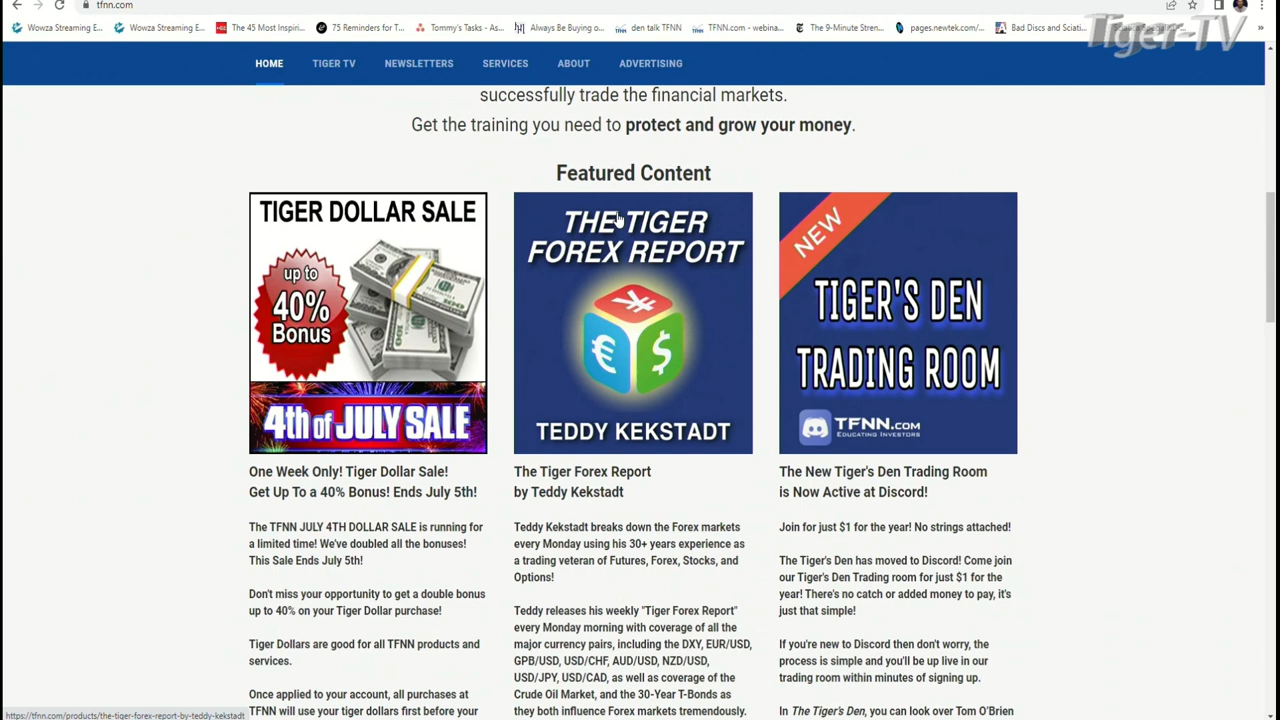 tfnn.com
Wowza Streaming E...
Wowza Streaming E...
The 45 Most Inspiri...
75 Reminders for T...
Tommy's Tasks - As...
Always Be Buying o...
den talk TFNN
TFNN.com - webina...
The 9-Minute Stren...
pages.newtek.com/...
Bad Discs and Sciati...
Tiger-TV
HOME
TIGER TV
NEWSLETTERS
SERVICES
ABOUT
ADVERTISING
successfully trade the financial markets.
Get the training you need to protect and grow your money.
Featured Content
TIGER DOLLAR SALE
up to
40%
Bonus
4th of JULY SALE
One Week Only! Tiger Dollar Sale!
Get Up To a 40% Bonus! Ends July 5th!
The TFNN JULY 4TH DOLLAR SALE is running for
a limited time! We've doubled all the bonuses!
This Sale Ends July 5th!
Don't miss your opportunity to get a double bonus
up to 40% on your Tiger Dollar purchase!
Tiger Dollars are good for all TFNN products and
services.
Once applied to your account, all purchases at
TFNN will use your tiger dollars first before your
THE TIGER
FOREX REPORT
¥
€ $
TEDDY KEKSTADT
The Tiger Forex Report
by Teddy Kekstadt
Teddy Kekstadt breaks down the Forex markets
every Monday using his 30+ years experience as
a trading veteran of Futures, Forex, Stocks, and
Options!
Teddy releases his weekly "Tiger Forex Report"
every Monday morning with coverage of all the
major currency pairs, including the DXY, EUR/USD,
GPB/USD, USD/CHF, AUD/USD, NZD/USD,
USD/JPY, USD/CAD, as well as coverage of the
Crude Oil Market, and the 30-Year T-Bonds as
they both influence Forex markets tremendously.
NEW
TIGER'S DEN
TRADING ROOM
TFNN.COM
EDUCATING INVESTORS
The New Tiger's Den Trading Room
is Now Active at Discord!
Join for just $1 for the year! No strings attached!
The Tiger's Den has moved to Discord! Come join
our Tiger's Den Trading room for just $1 for the
year! There's no catch or added money to pay, it's
just that simple!
If you're new to Discord then don't worry, the
process is simple and you'll be up live in our
trading room within minutes of signing up.
In The Tiger's Den, you can look over Tom O'Brien
https://tfnn.com/products/the-tiger-forex-report-by-teddy-kekstadt